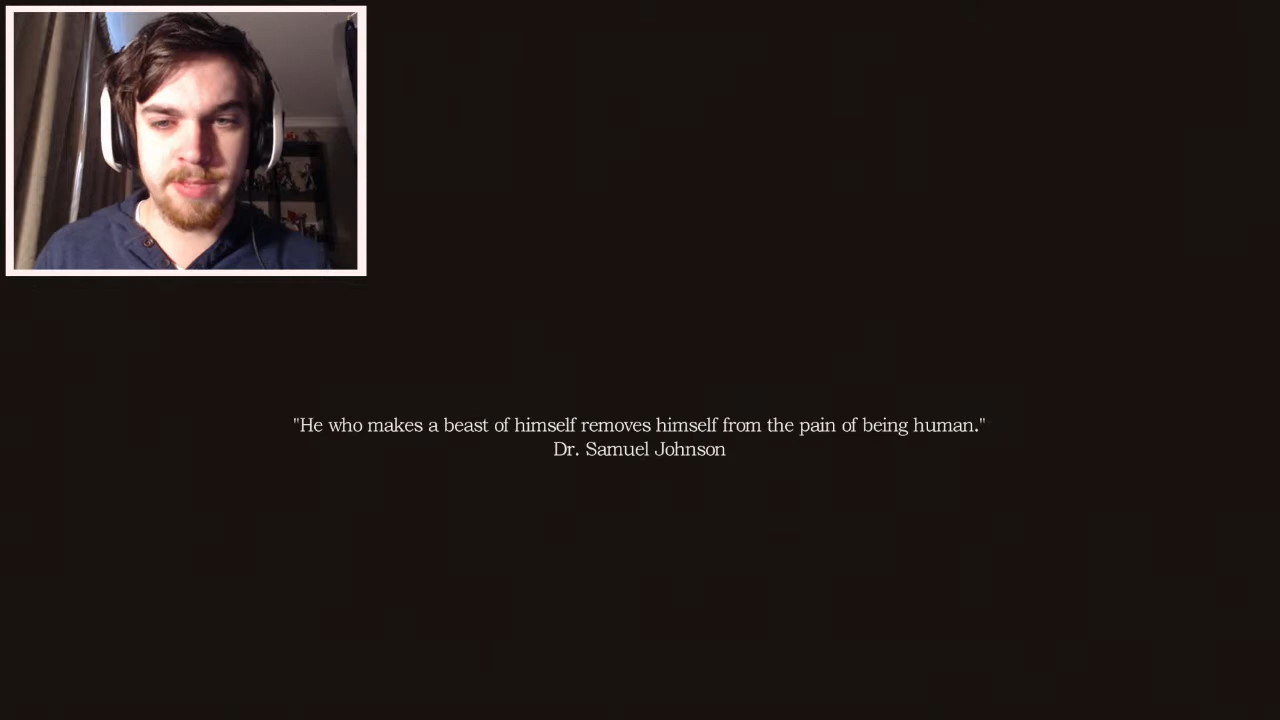 "He who makes a beast of himself removes himself from the pain of being human."
Dr. Samuel Johnson